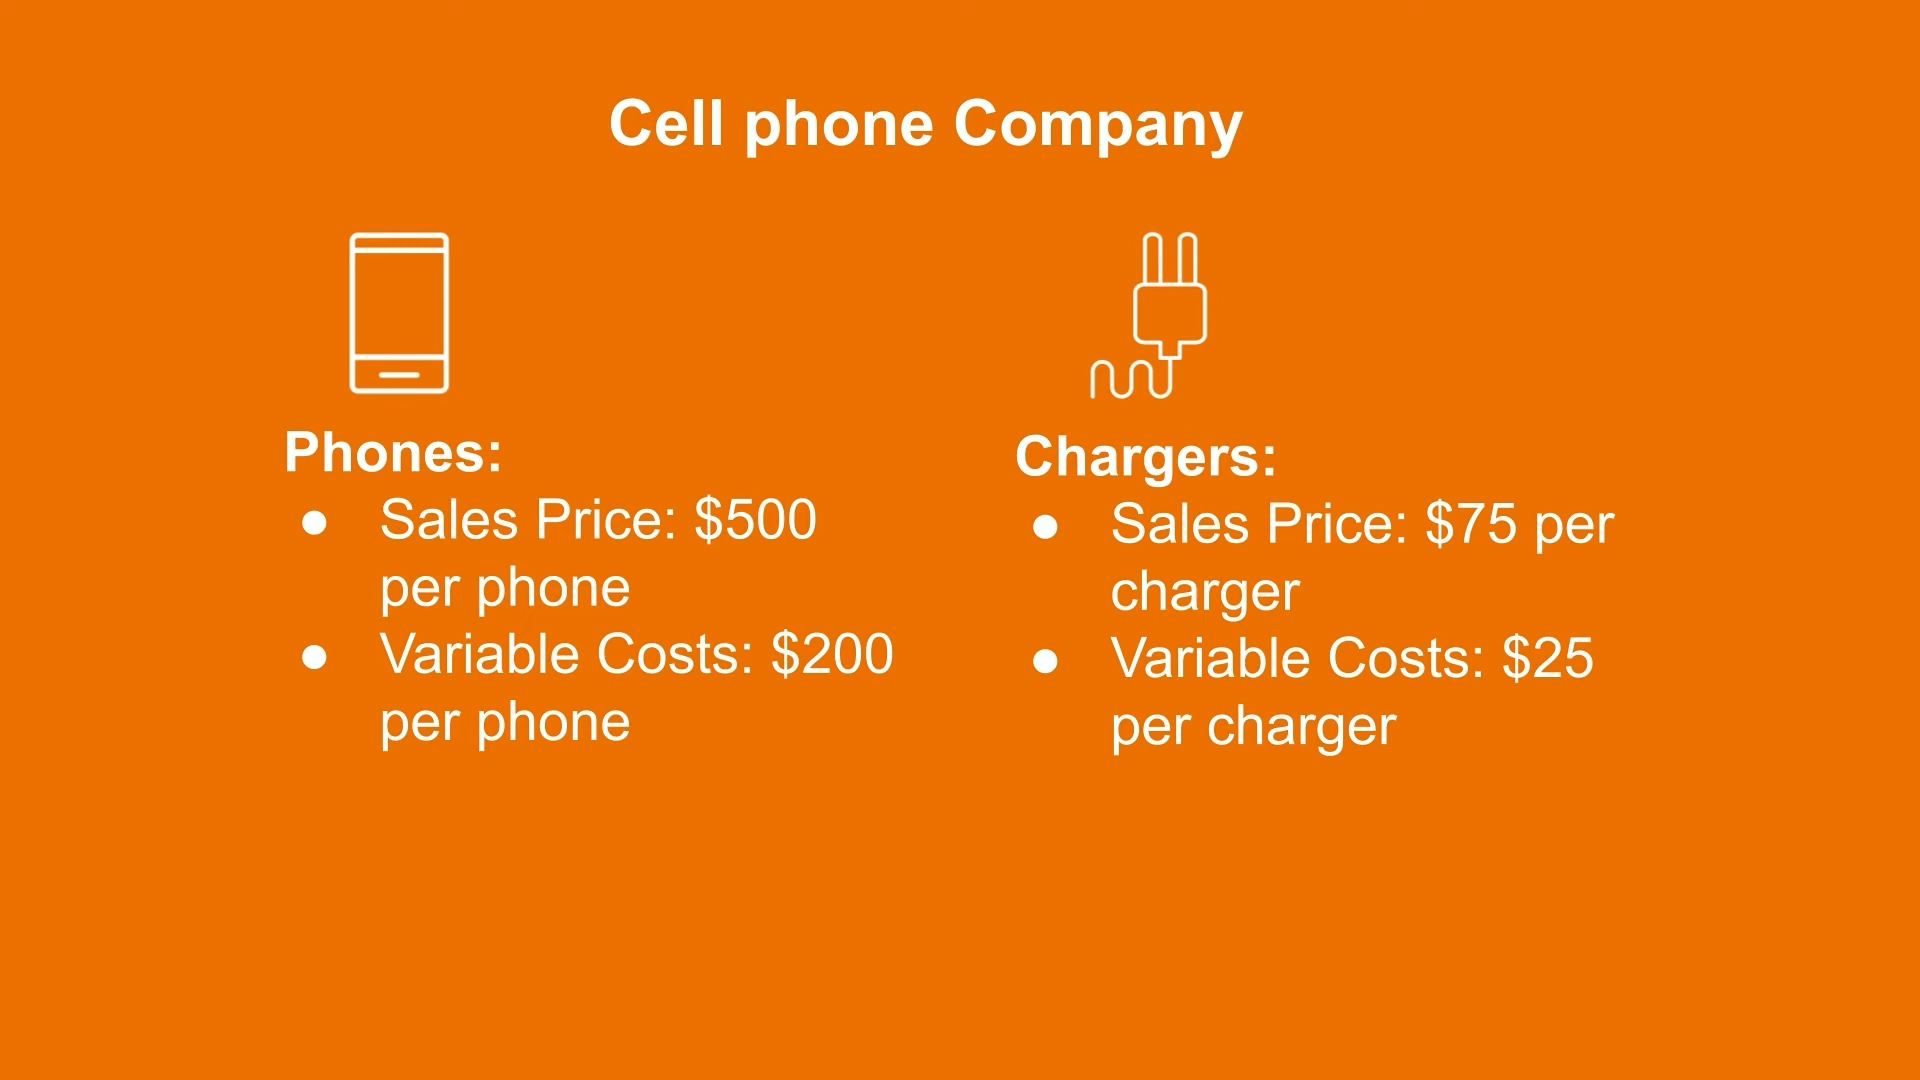 Cell phone Company
Phones:
● Sales Price: $500
per phone
● Variable Costs: $200
per phone
Chargers:
● Sales Price: $75 per
charger
● Variable Costs: $25
per charger